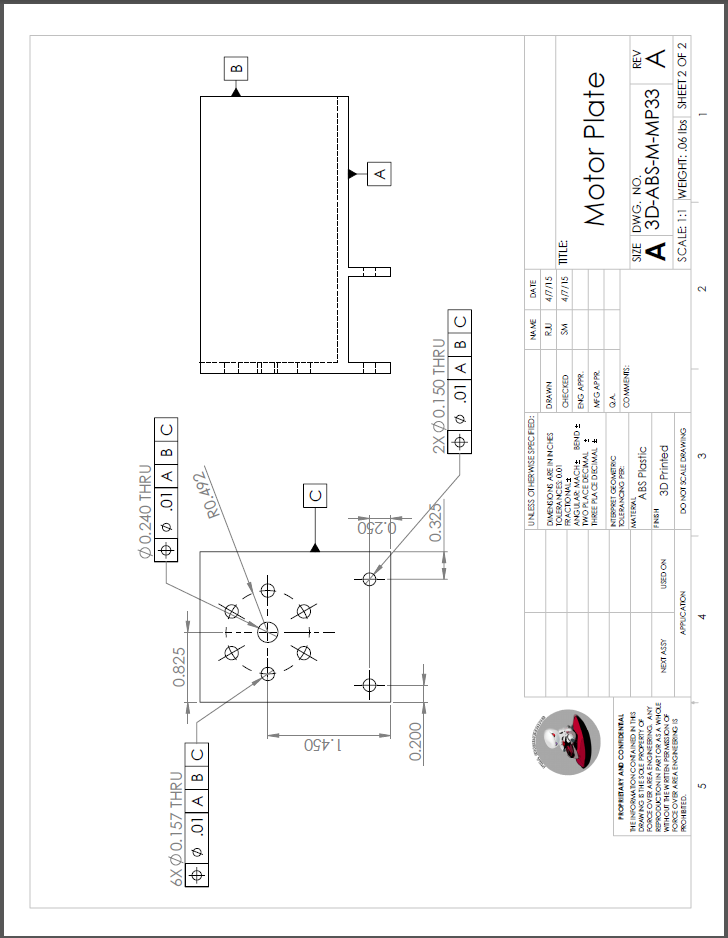 6X Ø0.157 THRU
⌖ ⌀ .01 A B C
Ø0.240 THRU
⌖ ⌀ .01 A B C
R0.492
C
2X Ø0.150 THRU
⌖ ⌀ .01 A B C
0.825
1.450
0.200
0.250
0.325
B
A
PROPRIETARY AND CONFIDENTIAL
THE INFORMATION CONTAINED IN THIS
DRAWING IS THE SOLE PROPERTY OF
FORCE OVER AREA ENGINEERING. ANY
REPRODUCTION IN PART OR AS A WHOLE
WITHOUT THE WRITTEN PERMISSION OF
FORCE OVER AREA ENGINEERING IS
PROHIBITED.
NEXT ASSY
USED ON
APPLICATION
UNLESS OTHERWISE SPECIFIED:
DIMENSIONS ARE IN INCHES
TOLERANCES: 0.01
FRACTIONAL±
ANGULAR: MACH± BEND ±
TWO PLACE DECIMAL ±
THREE PLACE DECIMAL ±
INTERPRET GEOMETRIC
TOLERANCING PER:
MATERIAL
ABS Plastic
FINISH
3D Printed
DO NOT SCALE DRAWING
NAME DATE
DRAWN RJU 4/7/15
CHECKED SM 4/7/15
ENG APPR.
MFG APPR.
Q.A.
COMMENTS:
TITLE:
Motor Plate
SIZE DWG. NO. REV
A 3D-ABS-M-MP33 A
SCALE: 1:1 WEIGHT: .06 lbs SHEET 2 OF 2
5 4 3 2 1